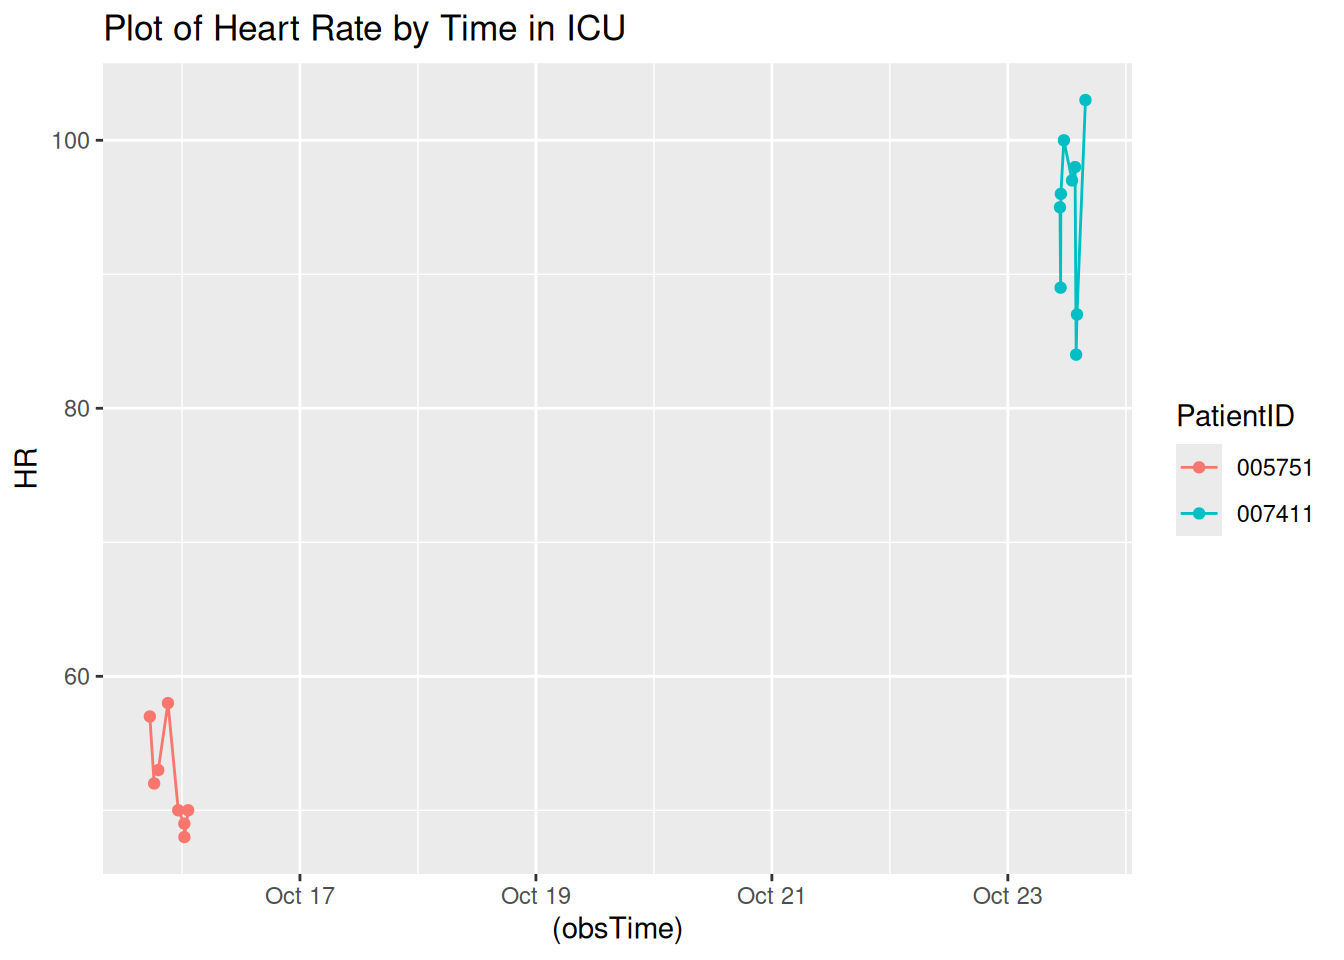 Plot of Heart Rate by Time in ICU
100
80
60
HR
Oct 17
Oct 19
Oct 21
Oct 23
(obsTime)
PatientID
005751
007411